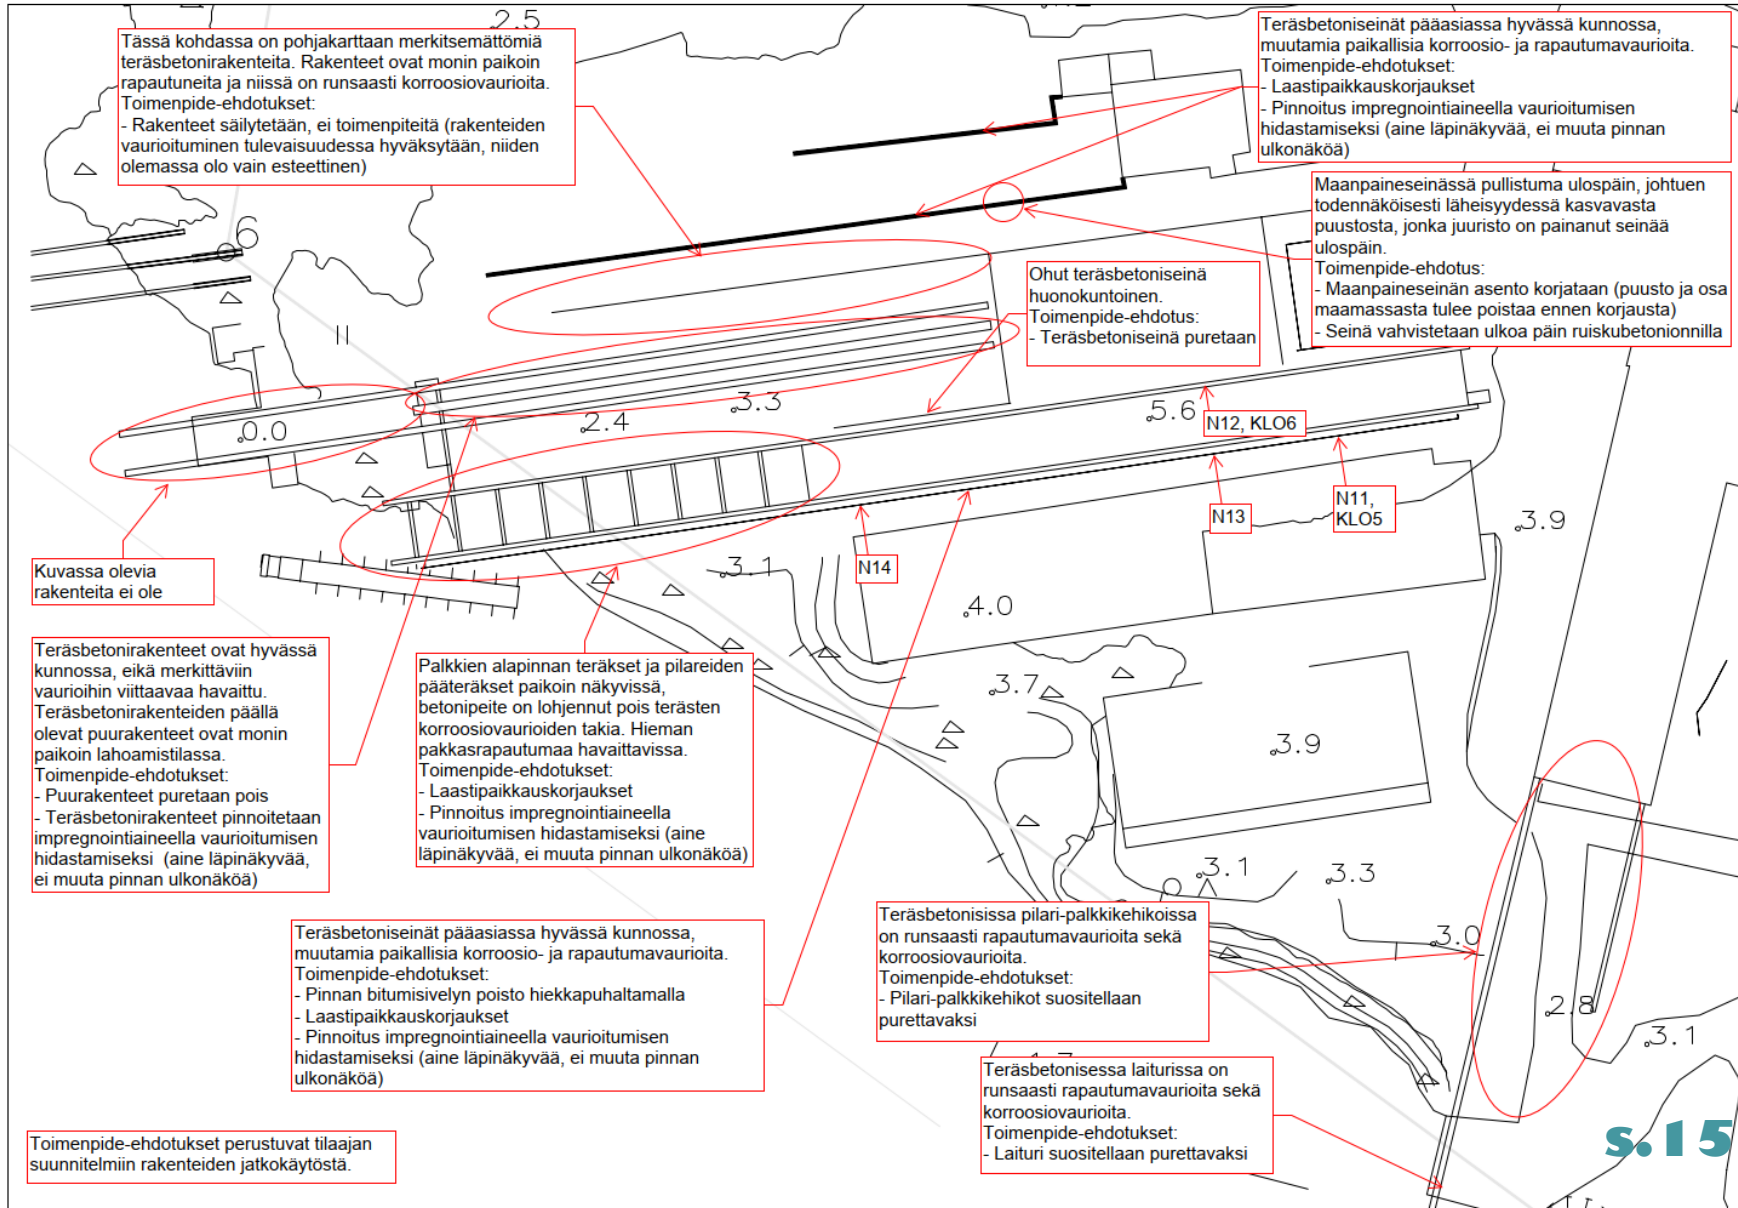 2.5
Tässä kohdassa on pohjakarttaan merkitsemättömiä
teräsbetonirakenteita. Rakenteet ovat monin paikoin
rapautuneita ja niissä on runsaasti korroosiovaurioita.
Toimenpide-ehdotukset:
- Rakenteet säilytetään, ei toimenpiteitä (rakenteiden
vaurioituminen tulevaisuudessa hyväksytään, niiden
olemassa olo vain esteettinen)
Teräsbetoniseinät pääasiassa hyvässä kunnossa,
muutamia paikallisia korroosio- ja rapautumavaurioita.
Toimenpide-ehdotukset:
- Laastipaikkauskorjaukset
- Pinnoitus impregnointiaineella vaurioitumisen
hidastamiseksi (aine läpinäkyvää, ei muuta pinnan
ulkonäköä)
Maanpaineseinässä pullistuma ulospäin, johtuen
todennäköisesti läheisyydessä kasvavasta
puustosta, jonka juuristo on painanut seinää
ulospäin.
Toimenpide-ehdotus:
- Maanpaineseinän asento korjataan (puusto ja osa
maamassasta tulee poistaa ennen korjausta)
- Seinä vahvistetaan ulkoa päin ruiskubetonionnilla
6
Ohut teräsbetoniseinä
huonokuntoinen.
Toimenpide-ehdotus:
- Teräsbetoniseinä puretaan
3.3
5.6
2.4
0.0
N12, KLO6
N11,
KLO5
N13
N14
3.9
3.1
4.0
Kuvassa olevia
rakenteita ei ole
Teräsbetonirakenteet ovat hyvässä
kunnossa, eikä merkittäviin
vaurioihin viittaavaa havaittu.
Teräsbetonirakenteiden päällä
olevat puurakenteet ovat monin
paikoin lahoamistilassa.
Toimenpide-ehdotukset:
- Puurakenteet puretaan pois
- Teräsbetonirakenteet pinnoitetaan
impregnointiaineella vaurioitumisen
hidastamiseksi (aine läpinäkyvää,
ei muuta pinnan ulkonäköä)
Palkkien alapinnan teräkset ja pilareiden
pääteräkset paikoin näkyvissä,
betonipeite on lohjennut pois terästen
korroosiovaurioiden takia. Hieman
pakkasrapautumaa havaittavissa.
Toimenpide-ehdotukset:
- Laastipaikkauskorjaukset
- Pinnoitus impregnointiaineella
vaurioitumisen hidastamiseksi (aine
läpinäkyvää, ei muuta pinnan ulkonäköä)
3.7
3.9
3.1
3.3
3.0
2.8
3.1
Teräsbetoniseinät pääasiassa hyvässä kunnossa,
muutamia paikallisia korroosio- ja rapautumavaurioita.
Toimenpide-ehdotukset:
- Pinnan bitumisivelyn poisto hiekkapuhaltamalla
- Laastipaikkauskorjaukset
- Pinnoitus impregnointiaineella vaurioitumisen
hidastamiseksi (aine läpinäkyvää, ei muuta pinnan
ulkonäköä)
Teräsbetonisissa pilari-palkkikehikoissa
on runsaasti rapautumavaurioita sekä
korroosiovaurioita.
Toimenpide-ehdotukset:
- Pilari-palkkikehikot suositellaan
purettavaksi
Teräsbetonisessa laiturissa on
runsaasti rapautumavaurioita sekä
korroosiovaurioita.
Toimenpide-ehdotukset:
- Laituri suositellaan purettavaksi
Toimenpide-ehdotukset perustuvat tilaajan
suunnitelmiin rakenteiden jatkokäytöstä.
s.15